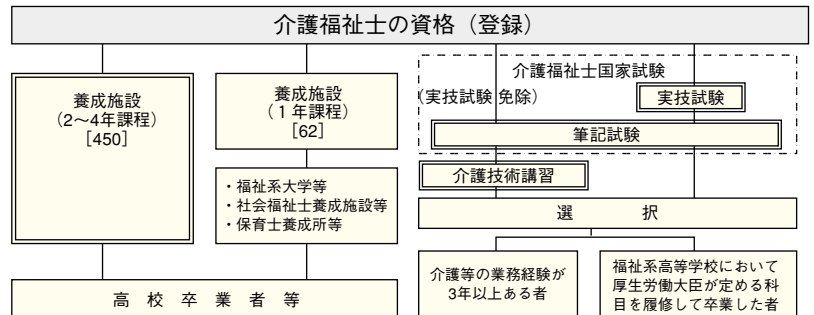 介護福祉士の資格（登録）
養成施設
（2〜4年課程）
［450］
養成施設
（１年課程）
［62］
・福祉系大学等
・社会福祉士養成施設等
・保育士養成所等
高校卒業者等
介護福祉士国家試験
（実技試験 免除）
実技試験
筆記試験
介護技術講習
選　択
介護等の業務経験が
3年以上ある者
福祉系高等学校において
厚生労働大臣が定める科
目を履修して卒業した者